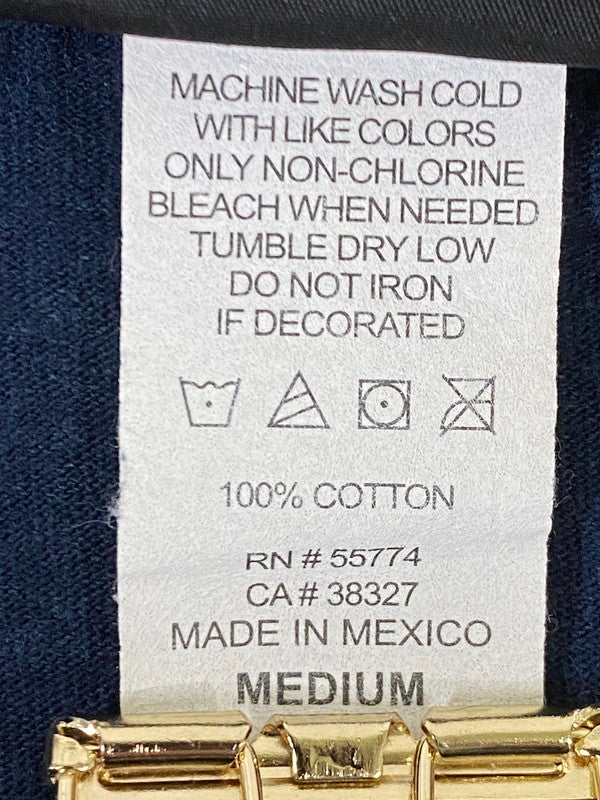 MACHINE WASH COLD
WITH LIKE COLORS
ONLY NON-CHLORINE
BLEACH WHEN NEEDED
TUMBLE DRY LOW
DO NOT IRON
IF DECORATED
100% COTTON
RN # 55774
CA # 38327
MADE IN MEXICO
MEDIUM